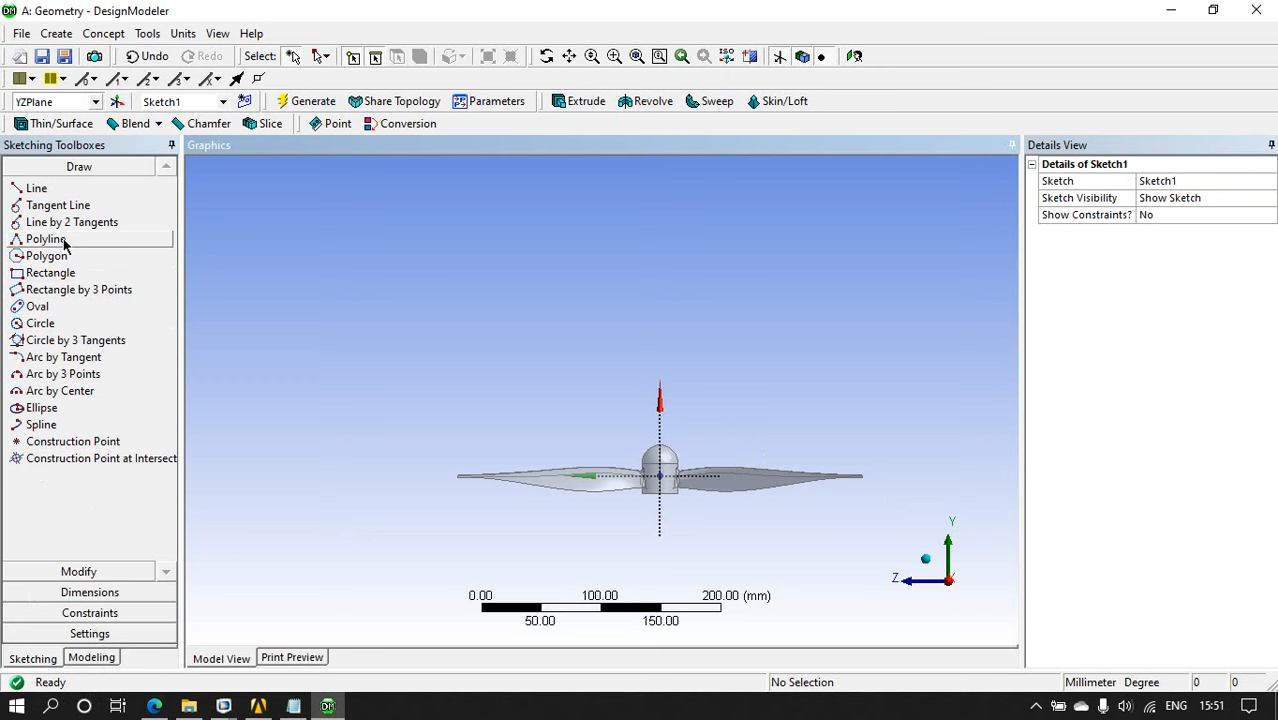 A: Geometry - DesignModeler
File Create Concept Tools Units View Help
Undo Redo Select:
YZPlane Sketch1 Generate Share Topology Parameters Extrude Revolve Sweep Skin/Loft
Thin/Surface Blend Chamfer Slice Point Conversion
Sketching Toolboxes
Draw
Line
Tangent Line
Line by 2 Tangents
Polyline
Polygon
Rectangle
Rectangle by 3 Points
Oval
Circle
Circle by 3 Tangents
Arc by Tangent
Arc by 3 Points
Arc by Center
Ellipse
Spline
Construction Point
Construction Point at Intersect
Modify
Dimensions
Constraints
Settings
Sketching Modeling
Graphics
Y
Z
0.00 100.00 200.00 (mm)
50.00 150.00
Model View Print Preview
Details View
Details of Sketch1
Sketch Sketch1
Sketch Visibility Show Sketch
Show Constraints? No
Ready No Selection Millimeter Degree 0 0
ENG 15:51